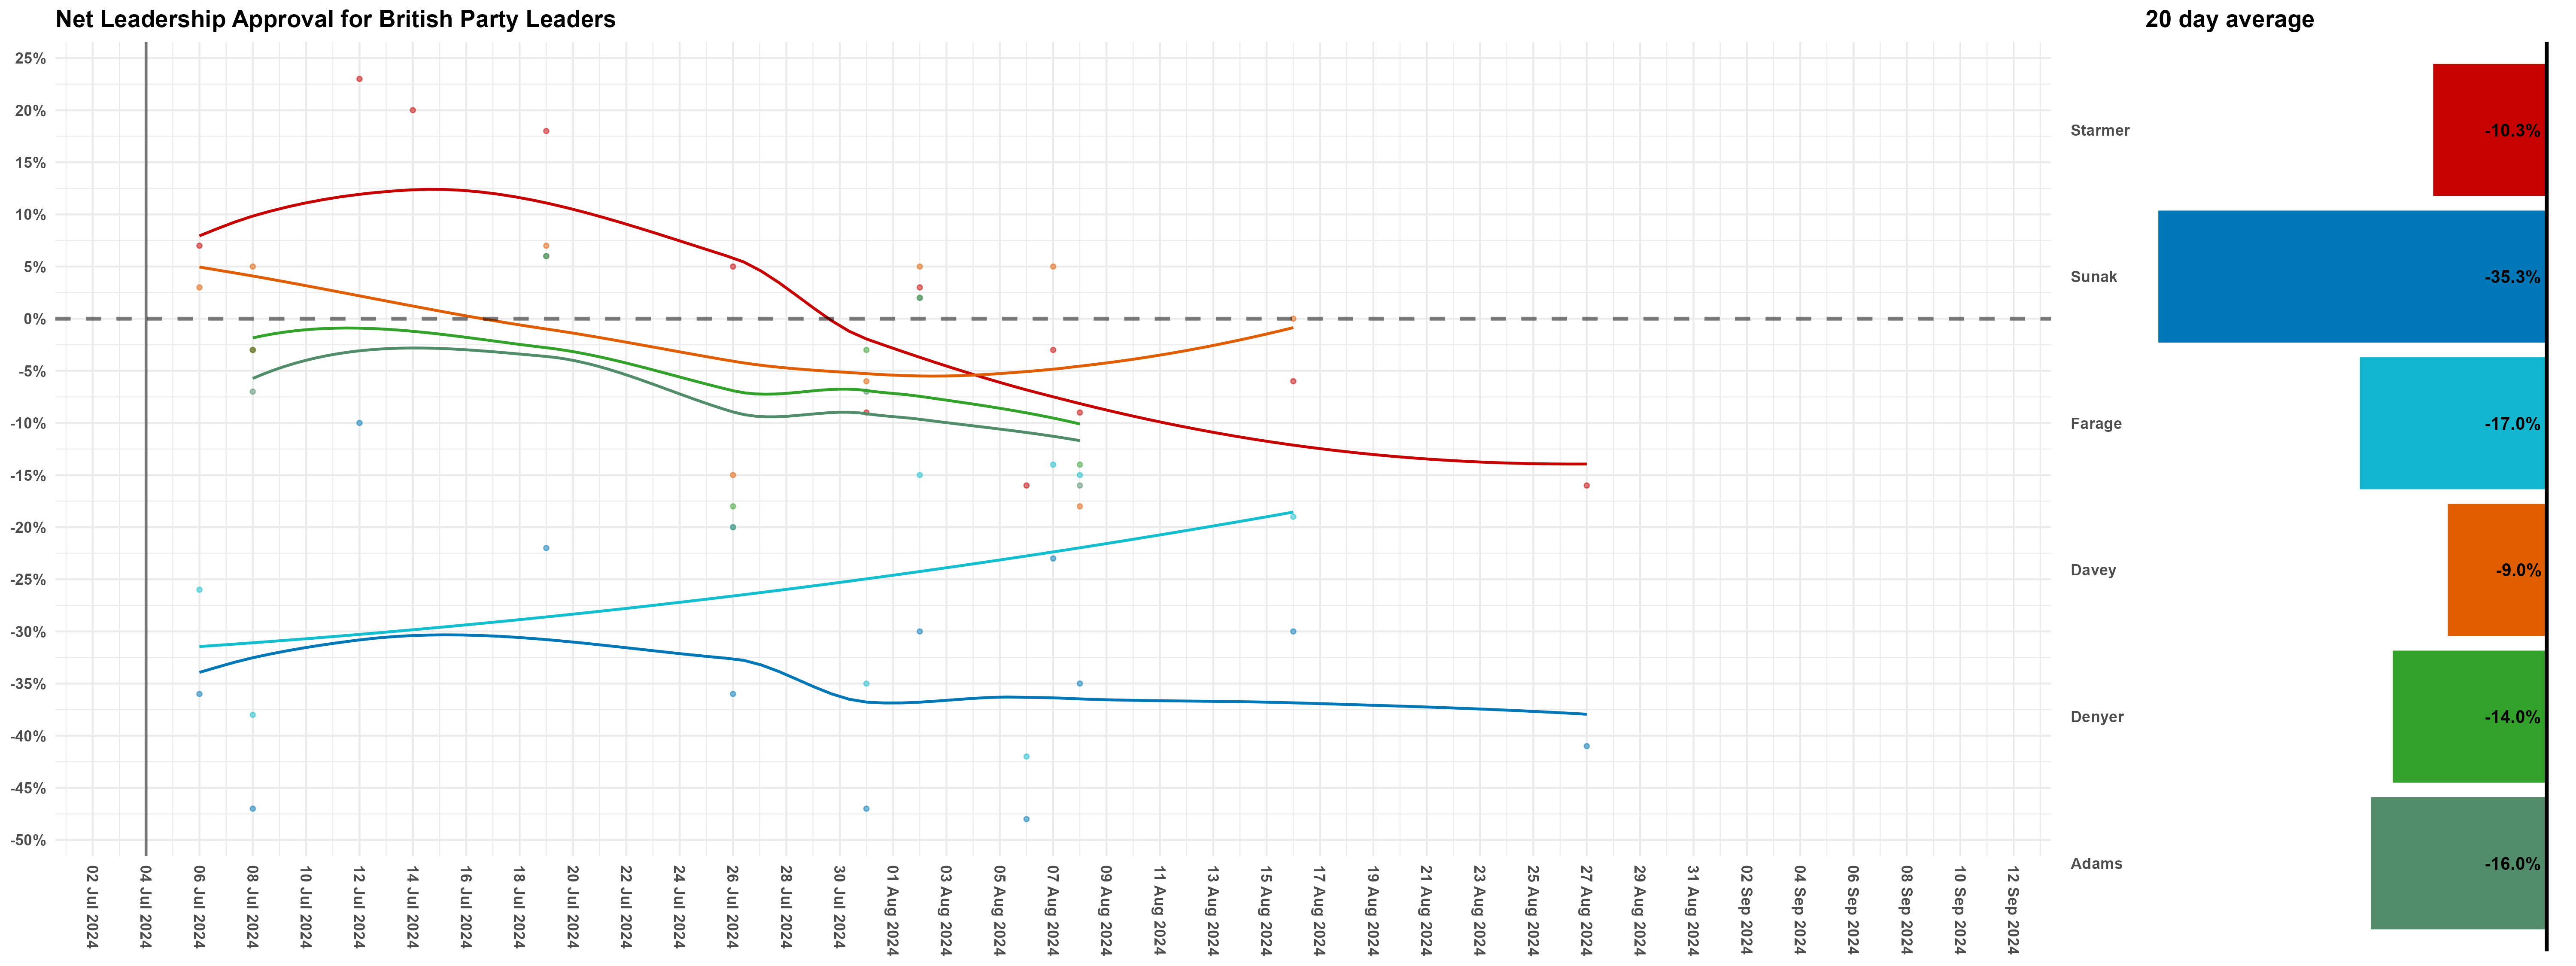 Net Leadership Approval for British Party Leaders
25%
20%
15%
10%
5%
0%
-5%
-10%
-15%
-20%
-25%
-30%
-35%
-40%
-45%
-50%
02 Jul 2024
04 Jul 2024
06 Jul 2024
08 Jul 2024
10 Jul 2024
12 Jul 2024
14 Jul 2024
16 Jul 2024
18 Jul 2024
20 Jul 2024
22 Jul 2024
24 Jul 2024
26 Jul 2024
28 Jul 2024
30 Jul 2024
01 Aug 2024
03 Aug 2024
05 Aug 2024
07 Aug 2024
09 Aug 2024
11 Aug 2024
13 Aug 2024
15 Aug 2024
17 Aug 2024
19 Aug 2024
21 Aug 2024
23 Aug 2024
25 Aug 2024
27 Aug 2024
29 Aug 2024
31 Aug 2024
02 Sep 2024
04 Sep 2024
06 Sep 2024
08 Sep 2024
10 Sep 2024
12 Sep 2024
20 day average
Starmer -10.3%
Sunak -35.3%
Farage -17.0%
Davey -9.0%
Denyer -14.0%
Adams -16.0%